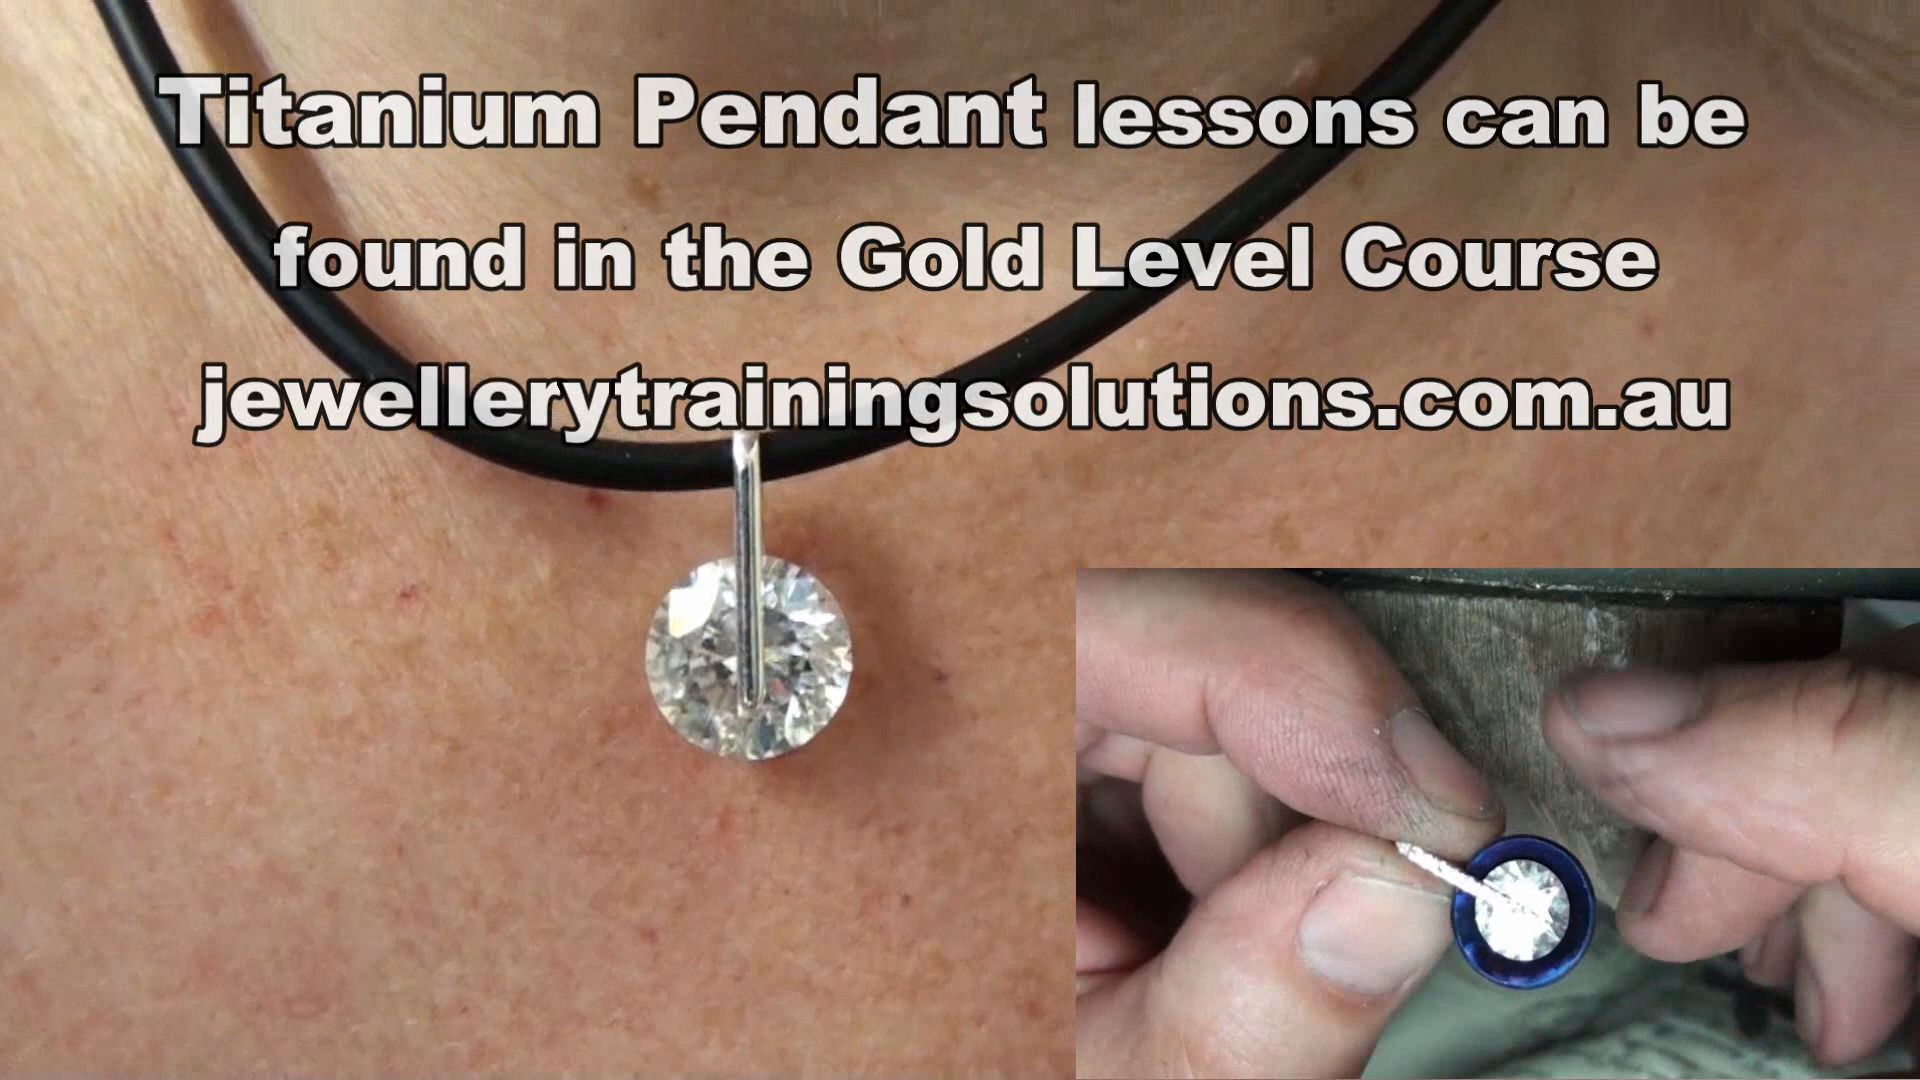 Titanium Pendant lessons can be
found in the Gold Level Course
jewellerytrainingsolutions.com.au